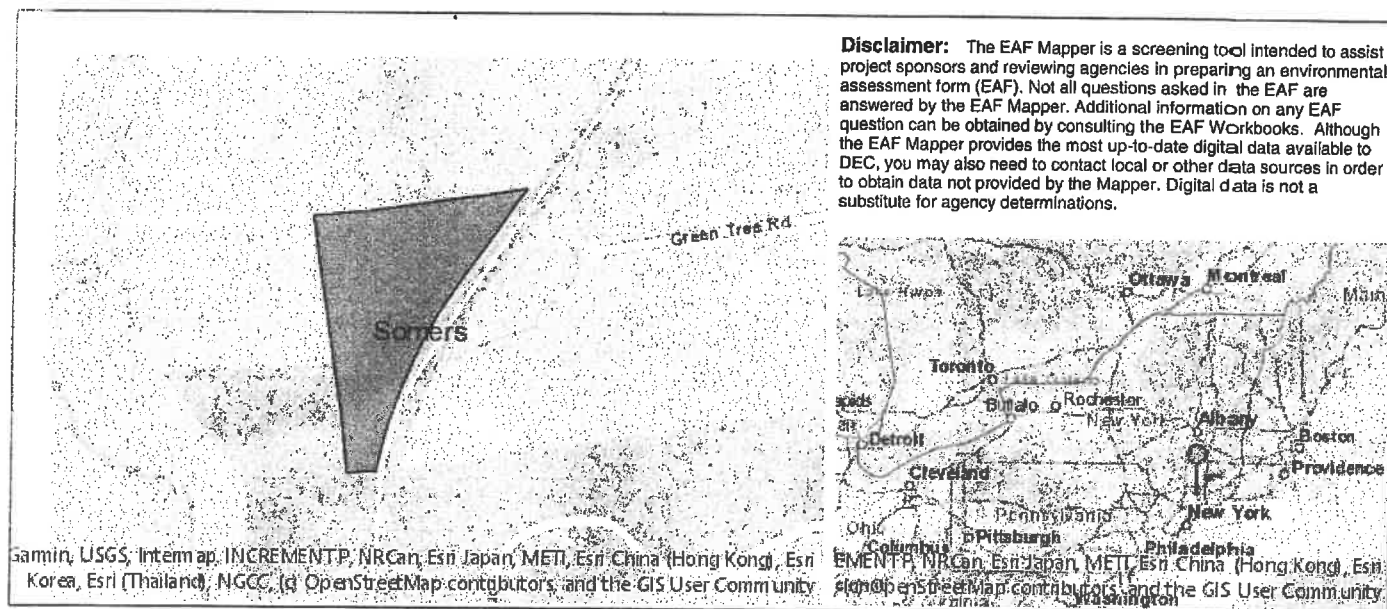 Disclaimer: The EAF Mapper is a screening tool intended to assist
project sponsors and reviewing agencies in preparing an environmental
assessment form (EAF). Not all questions asked in the EAF are
answered by the EAF Mapper. Additional information on any EAF
question can be obtained by consulting the EAF Workbooks. Although
the EAF Mapper provides the most up-to-date digital data available to
DEC, you may also need to contact local or other data sources in order
to obtain data not provided by the Mapper. Digital data is not a
substitute for agency determinations.
Green Tree Rd
Somers
Gamin, USGS, Intermap, INCREMENT P, NRCan, Esri Japan, METI, Esri China (Hong Kong), Esri
Korea, Esri (Thailand), NGCC, (c) OpenStreetMap contributors, and the GIS User Community
Ottawa
Montreal
Main
Toronto
Buffalo
Rochester
New York
Albany
Boston
Detroit
Providence
Cleveland
Pennsylvania
New York
Pittsburgh
Columbus
Philadelphia
EMENT P, NRCan, Esri Japan, METI, Esri China (Hong Kong), Esri
OpenStreetMap contributors, and the GIS User Community
Washington